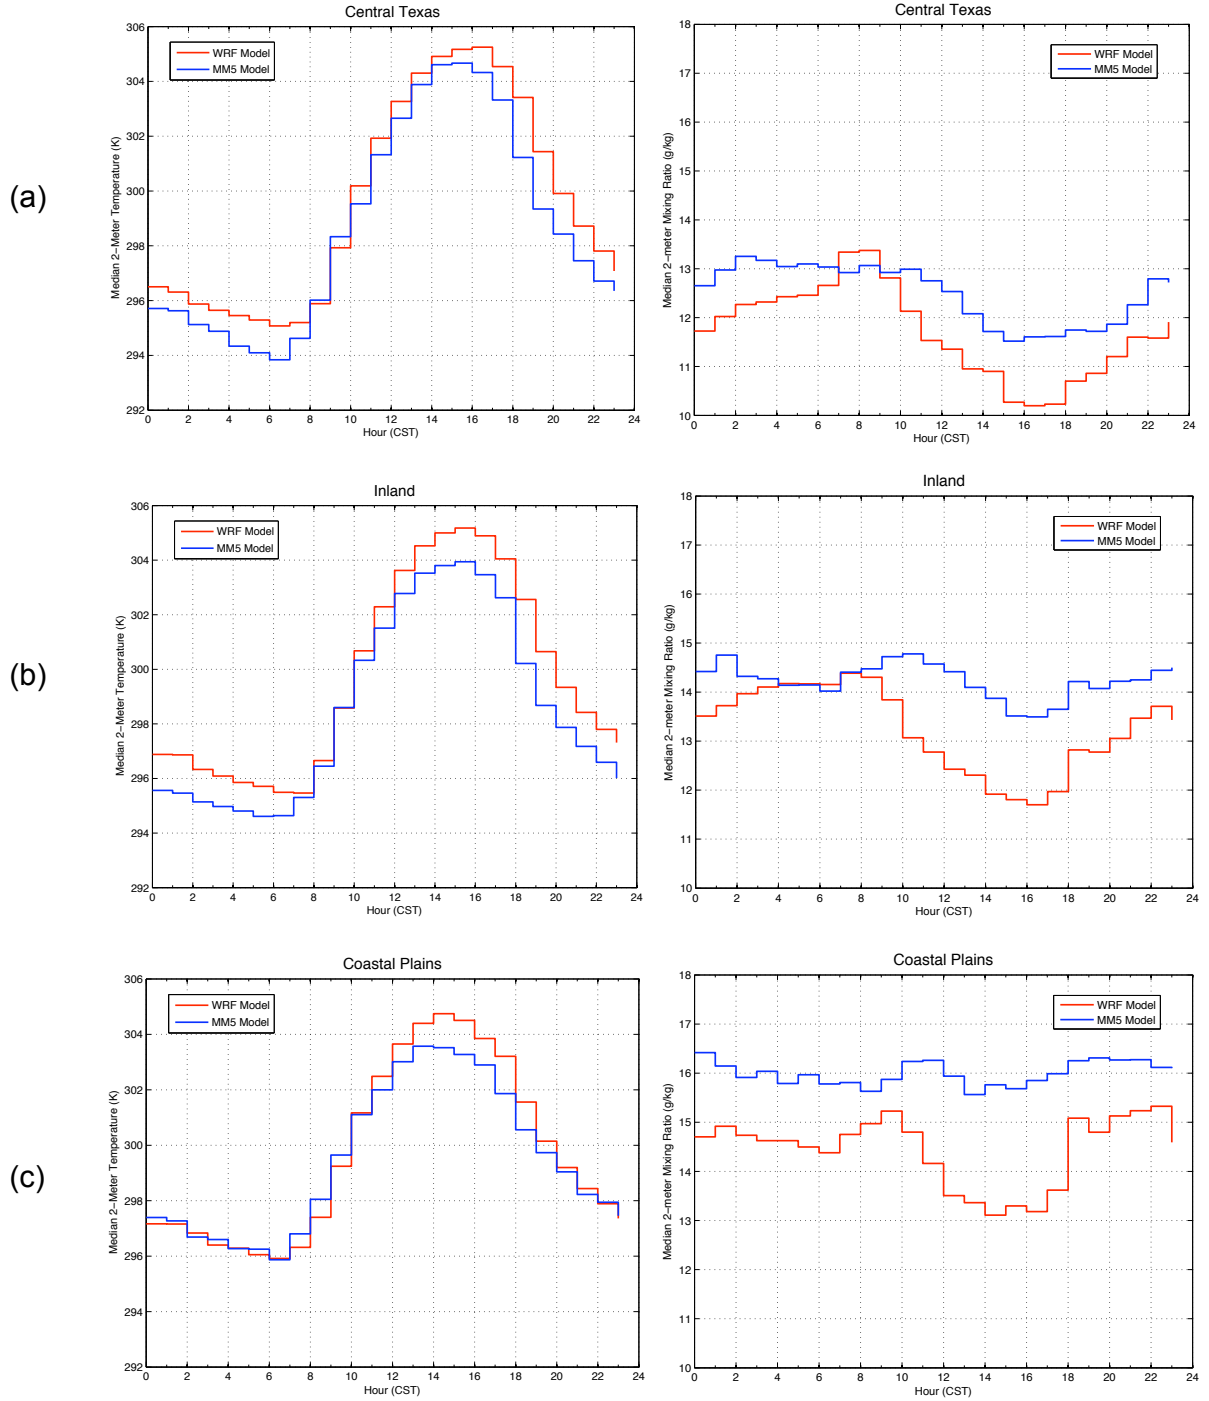 (a)
Central Texas
WRF Model
MM5 Model
Median 2−Meter Temperature (K)
306
304
302
300
298
296
294
292
0 2 4 6 8 10 12 14 16 18 20 22 24
Hour (CST)
Central Texas
WRF Model
MM5 Model
Median 2−meter Mixing Ratio (g/kg)
18
17
16
15
14
13
12
11
10
0 2 4 6 8 10 12 14 16 18 20 22 24
Hour (CST)
(b)
Inland
WRF Model
MM5 Model
Median 2−Meter Temperature (K)
306
304
302
300
298
296
294
292
0 2 4 6 8 10 12 14 16 18 20 22 24
Hour (CST)
Inland
WRF Model
MM5 Model
Median 2−meter Mixing Ratio (g/kg)
18
17
16
15
14
13
12
11
10
0 2 4 6 8 10 12 14 16 18 20 22 24
Hour (CST)
(c)
Coastal Plains
WRF Model
MM5 Model
Median 2−Meter Temperature (K)
306
304
302
300
298
296
294
292
0 2 4 6 8 10 12 14 16 18 20 22 24
Hour (CST)
Coastal Plains
WRF Model
MM5 Model
Median 2−meter Mixing Ratio (g/kg)
18
17
16
15
14
13
12
11
10
0 2 4 6 8 10 12 14 16 18 20 22 24
Hour (CST)